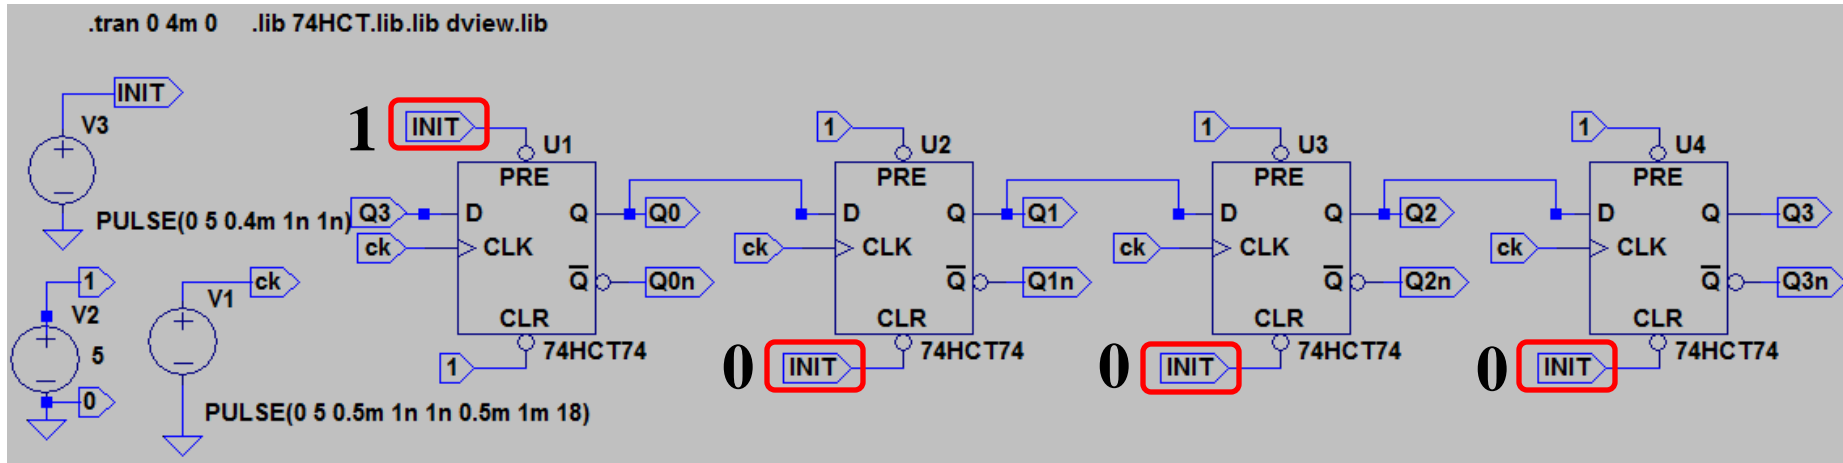 .tran 0 4m 0 .lib 74HCT.lib.lib dview.lib
INIT
V3
PULSE(0 5 0.4m 1n 1n)
1
V2
5
0
ck
V1
PULSE(0 5 0.5m 1n 1n 0.5m 1m 18)
1 INIT U1
PRE
Q3 D Q Q0
ck CLK
Q Q0n
CLR
1 74HCT74
1 U2
PRE
D Q Q1
ck CLK
Q Q1n
CLR
0 INIT 74HCT74
1 U3
PRE
D Q Q2
ck CLK
Q Q2n
CLR
0 INIT 74HCT74
1 U4
PRE
D Q Q3
ck CLK
Q Q3n
CLR
0 INIT 74HCT74